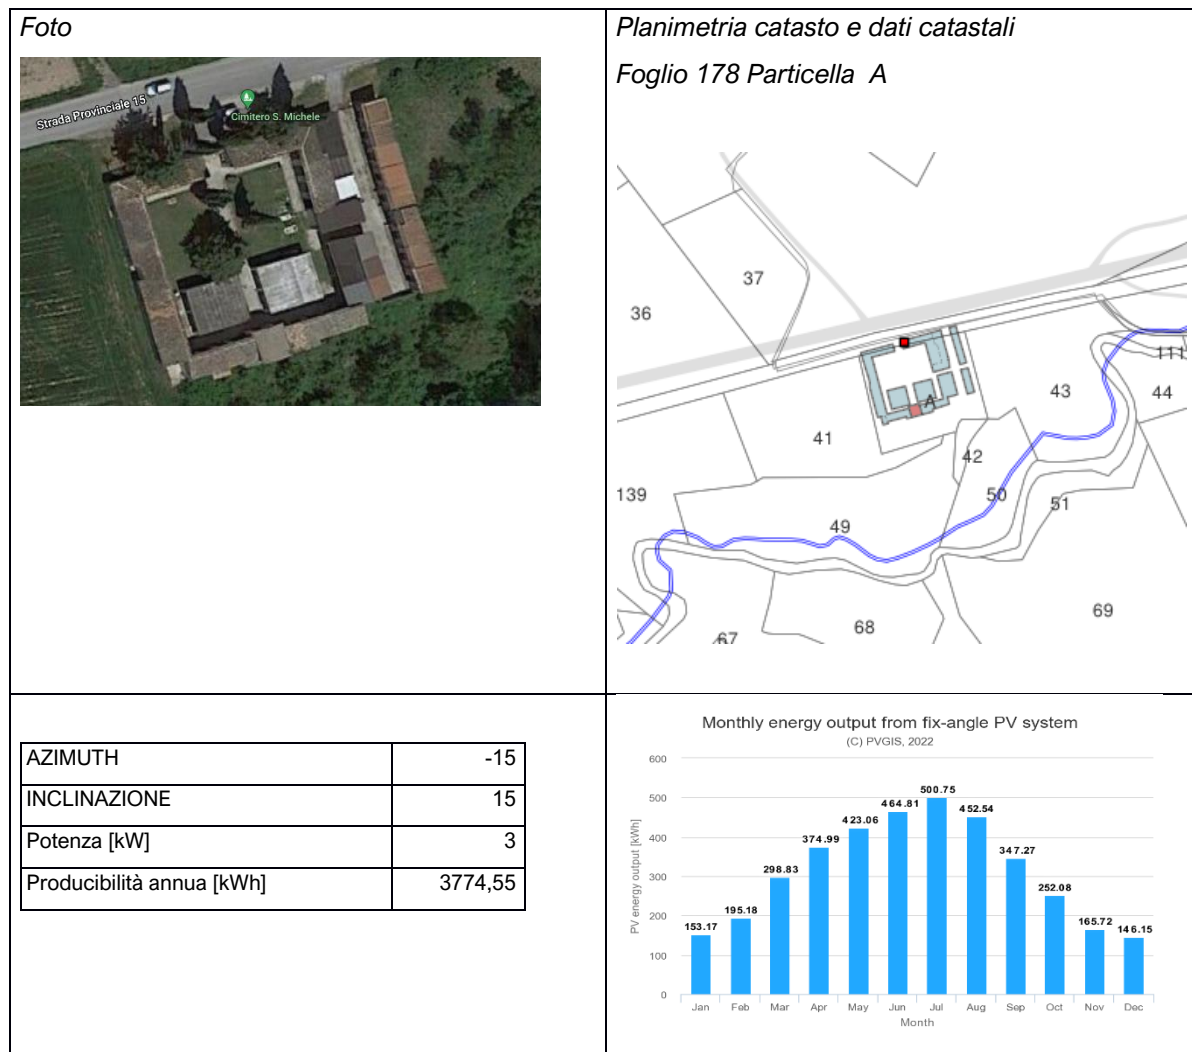 Foto
Strada Provinciale 15
Cimitero S. Michele
Planimetria catasto e dati catastali
Foglio 178 Particella A
37
36
111
43
44
A
41
42
139
50
51
49
69
68
67
AZIMUTH -15
INCLINAZIONE 15
Potenza [kW] 3
Producibilità annua [kWh] 3774,55
Monthly energy output from fix-angle PV system
(C) PVGIS, 2022
PV energy output [kWh]
600
500
400
300
200
100
0
153.17
195.18
298.83
374.99
423.06
464.81
500.75
452.54
347.27
252.08
165.72
146.15
Jan Feb Mar Apr May Jun Jul Aug Sep Oct Nov Dec
Month